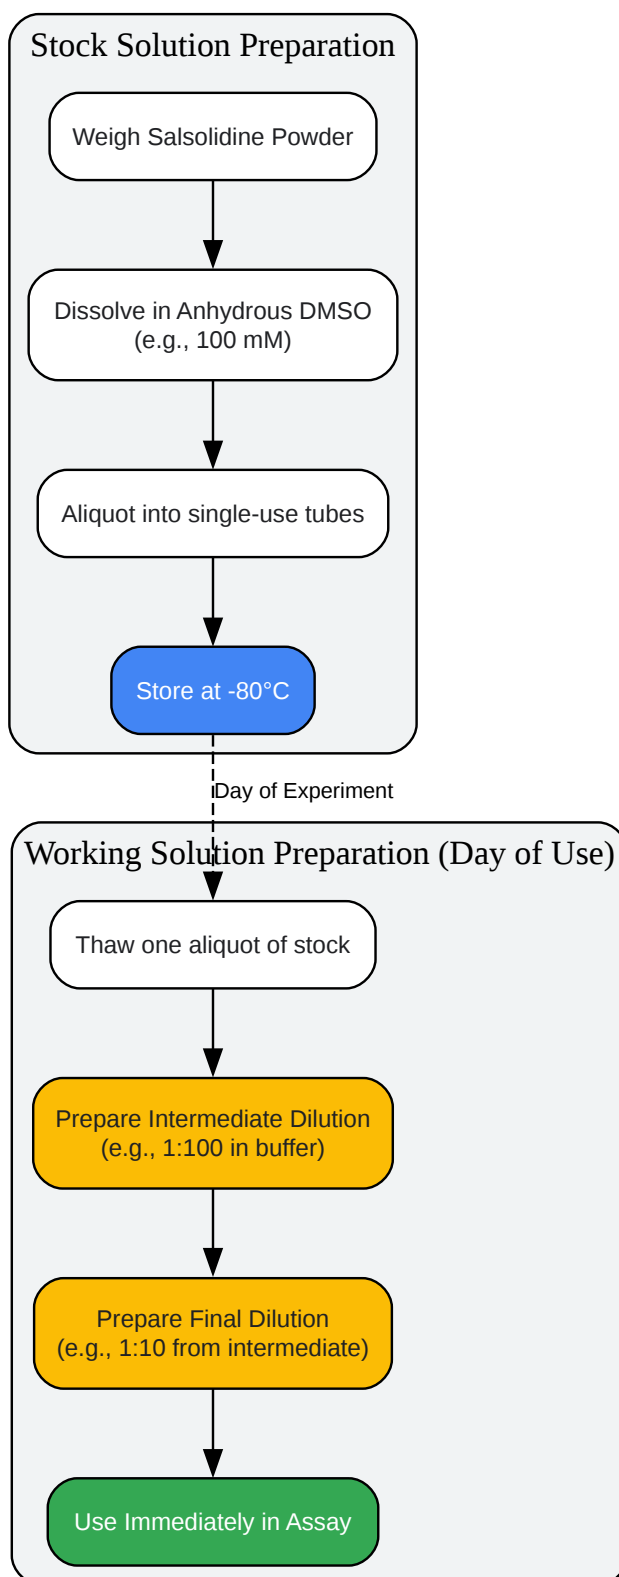 Stock Solution Preparation
Weigh Salsolidine Powder
Dissolve in Anhydrous DMSO
(e.g., 100 mM)
Aliquot into single-use tubes
Store at -80°C
Day of Experiment
Working Solution Preparation (Day of Use)
Thaw one aliquot of stock
Prepare Intermediate Dilution
(e.g., 1:100 in buffer)
Prepare Final Dilution
(e.g., 1:10 from intermediate)
Use Immediately in Assay